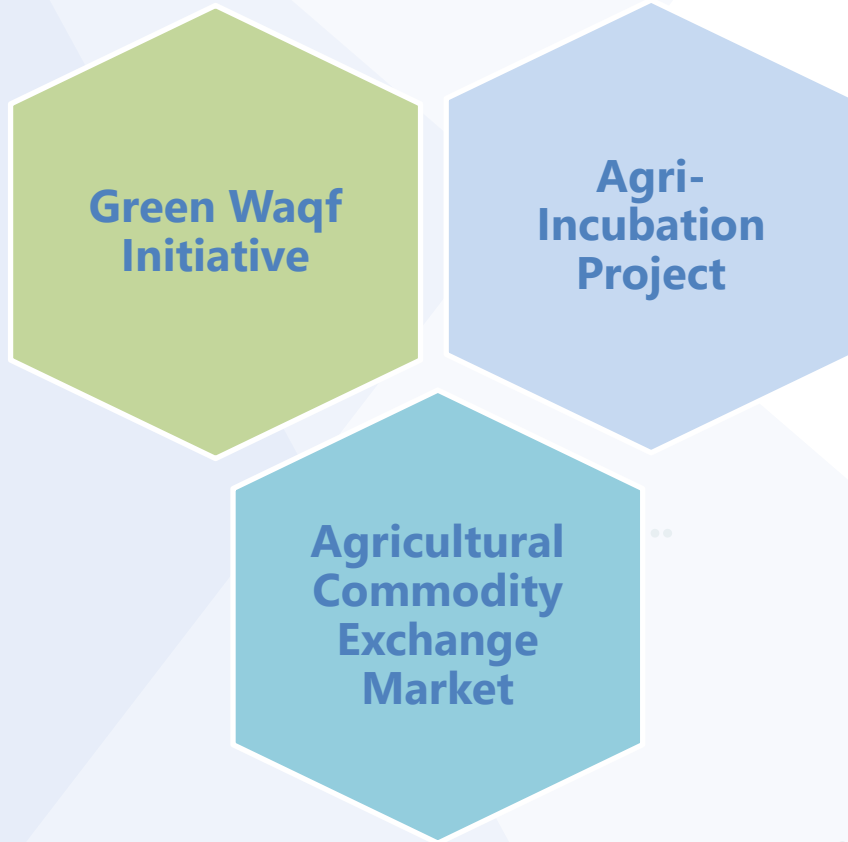 Green Waqf
Initiative
Agri-
Incubation
Project
Agricultural
Commodity
Exchange
Market